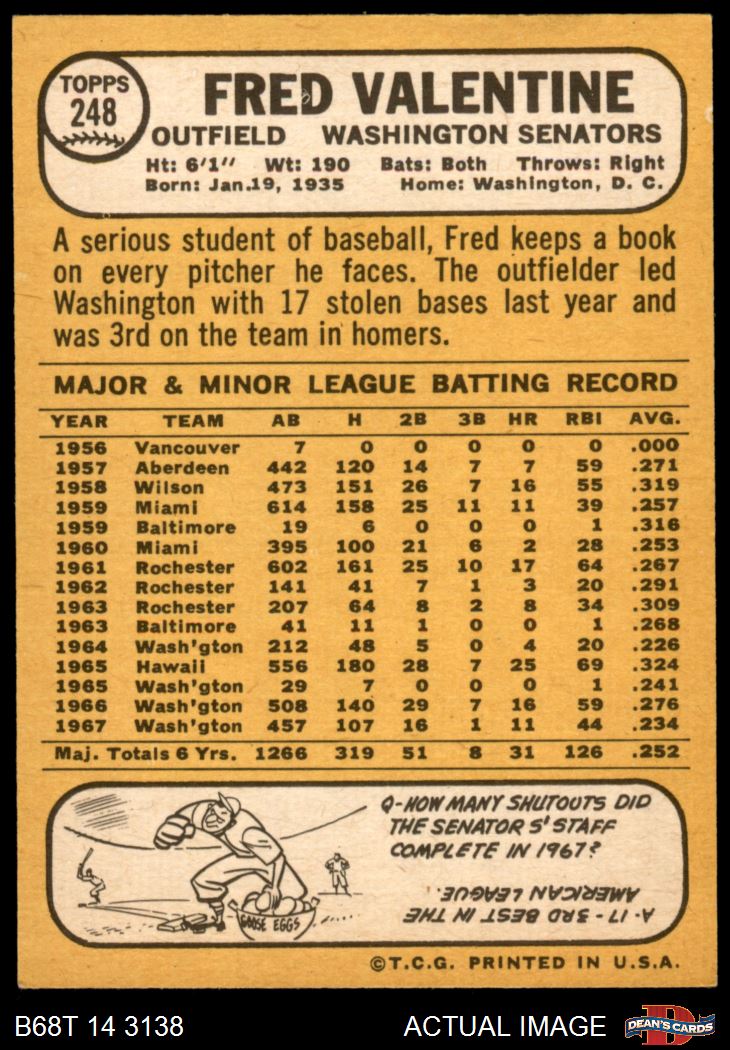 TOPPS
248
FRED VALENTINE
OUTFIELD WASHINGTON SENATORS
Ht: 6'1" Wt: 190 Bats: Both Throws: Right
Born: Jan.19, 1935 Home: Washington, D. C.
A serious student of baseball, Fred keeps a book
on every pitcher he faces. The outfielder led
Washington with 17 stolen bases last year and
was 3rd on the team in homers.
MAJOR & MINOR LEAGUE BATTING RECORD
YEAR TEAM AB H 2B 3B HR RBI AVG.
1956 Vancouver 7 0 0 0 0 0 .000
1957 Aberdeen 442 120 14 7 7 59 .271
1958 Wilson 473 151 26 7 16 55 .319
1959 Miami 614 158 25 11 11 39 .257
1959 Baltimore 19 6 0 0 0 1 .316
1960 Miami 395 100 21 6 2 28 .253
1961 Rochester 602 161 25 10 17 64 .267
1962 Rochester 141 41 7 1 3 20 .291
1963 Rochester 207 64 8 2 8 34 .309
1963 Baltimore 41 11 1 0 0 1 .268
1964 Wash'gton 212 48 5 0 4 20 .226
1965 Hawaii 556 180 28 7 25 69 .324
1965 Wash'gton 29 7 0 0 0 1 .241
1966 Wash'gton 508 140 29 7 16 59 .276
1967 Wash'gton 457 107 16 1 11 44 .234
Maj. Totals 6 Yrs. 1266 319 51 8 31 126 .252
Q-HOW MANY SHUTOUTS DID
THE SENATOR S' STAFF
COMPLETE IN 1967?
A-17-3RD BEST IN THE
AMERICAN LEAGUE.
GOOSE EGGS
©T.C.G. PRINTED IN U.S.A.
B68T 14 3138
ACTUAL IMAGE
D
DEAN'S CARDS